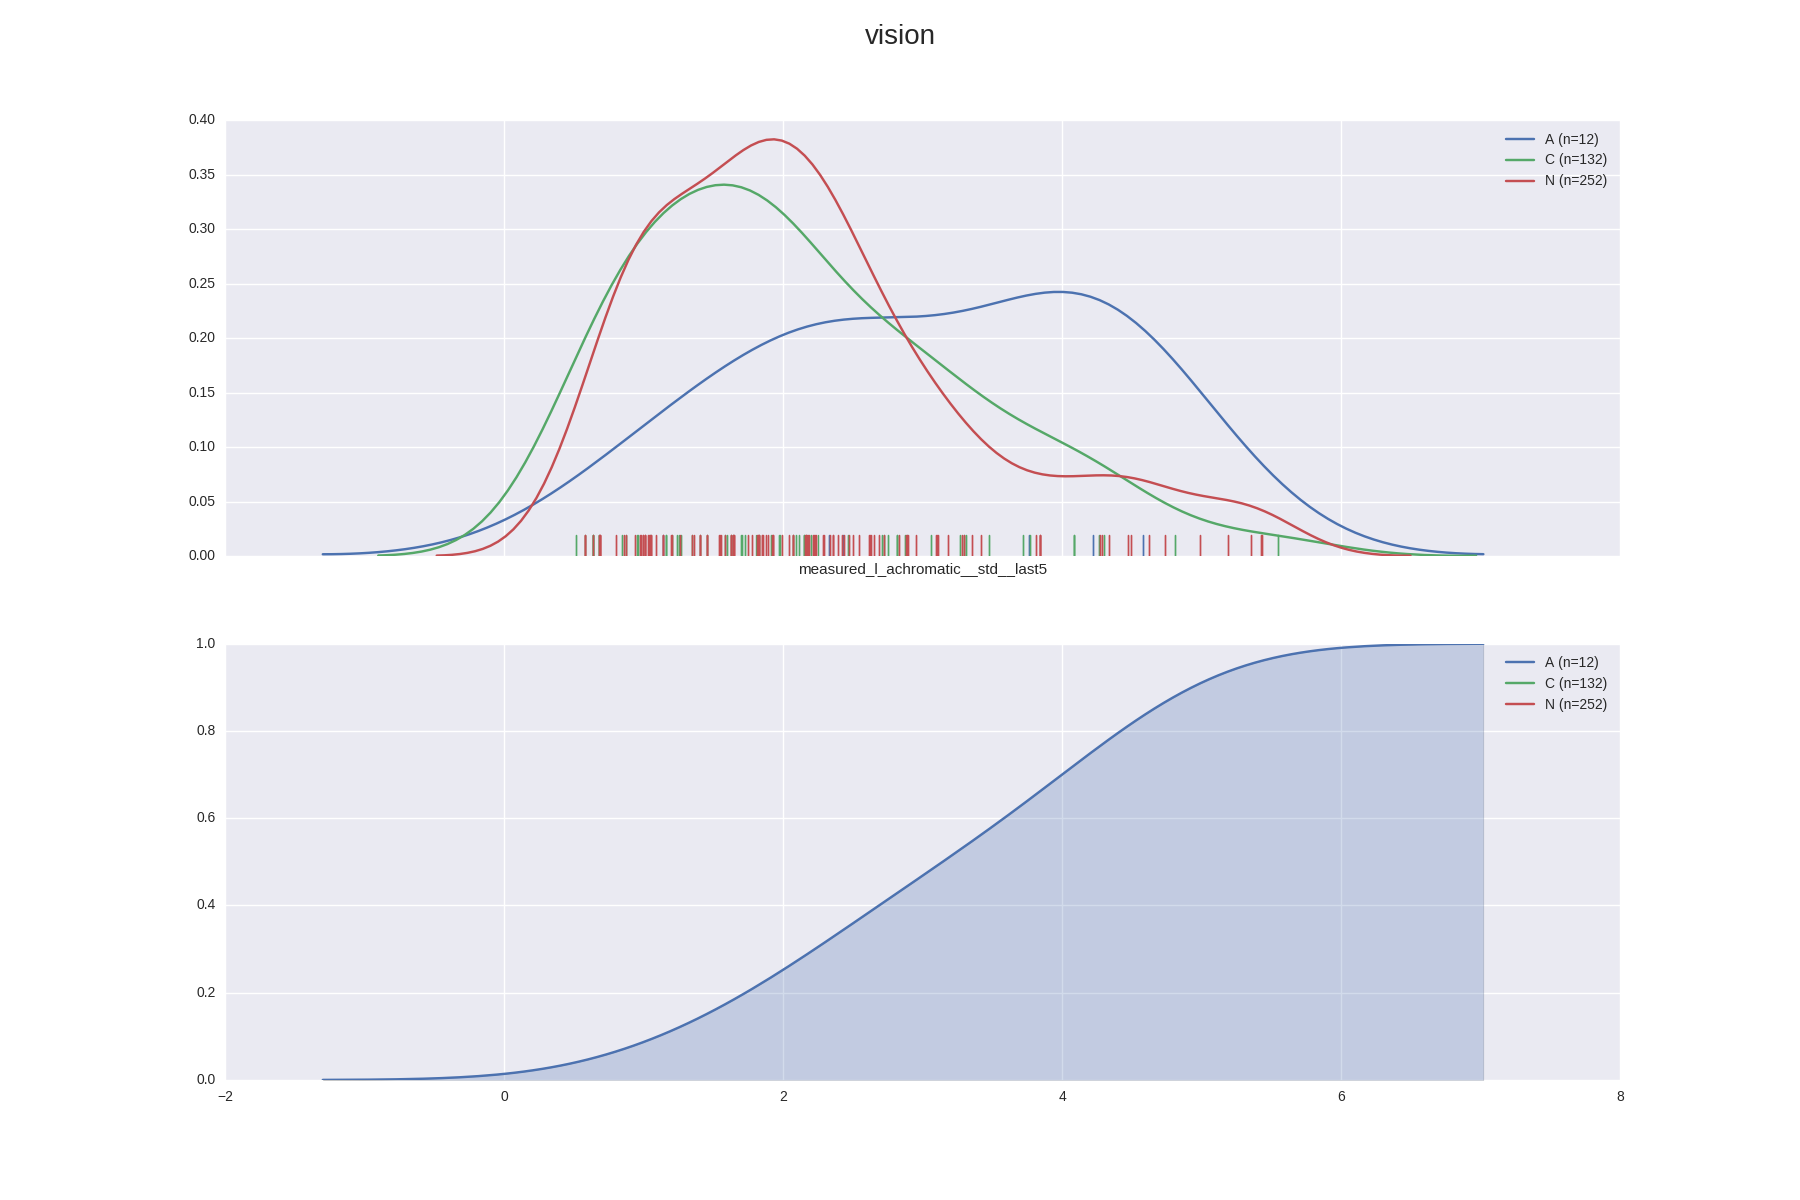 vision
0.40
0.35
0.30
0.25
0.20
0.15
0.10
0.05
0.00
A (n=12)
C (n=132)
N (n=252)
measured_l_achromatic__std__last5
1.0
0.8
0.6
0.4
0.2
0.0
A (n=12)
C (n=132)
N (n=252)
−2 0 2 4 6 8